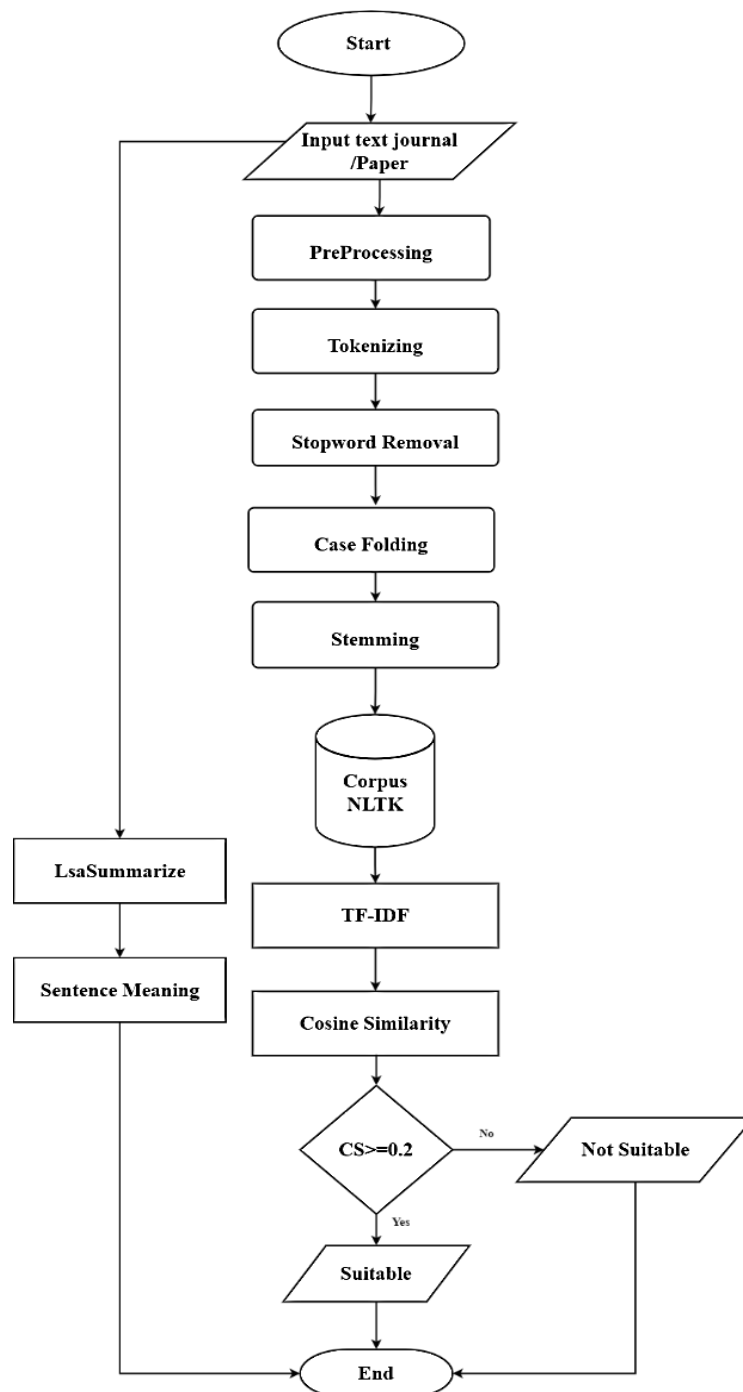 Start
Input text journal
/Paper
PreProcessing
Tokenizing
Stopword Removal
Case Folding
Stemming
Corpus
NLTK
LsaSummarize
TF-IDF
Sentence Meaning
Cosine Similarity
CS>=0.2
No
Not Suitable
Yes
Suitable
End